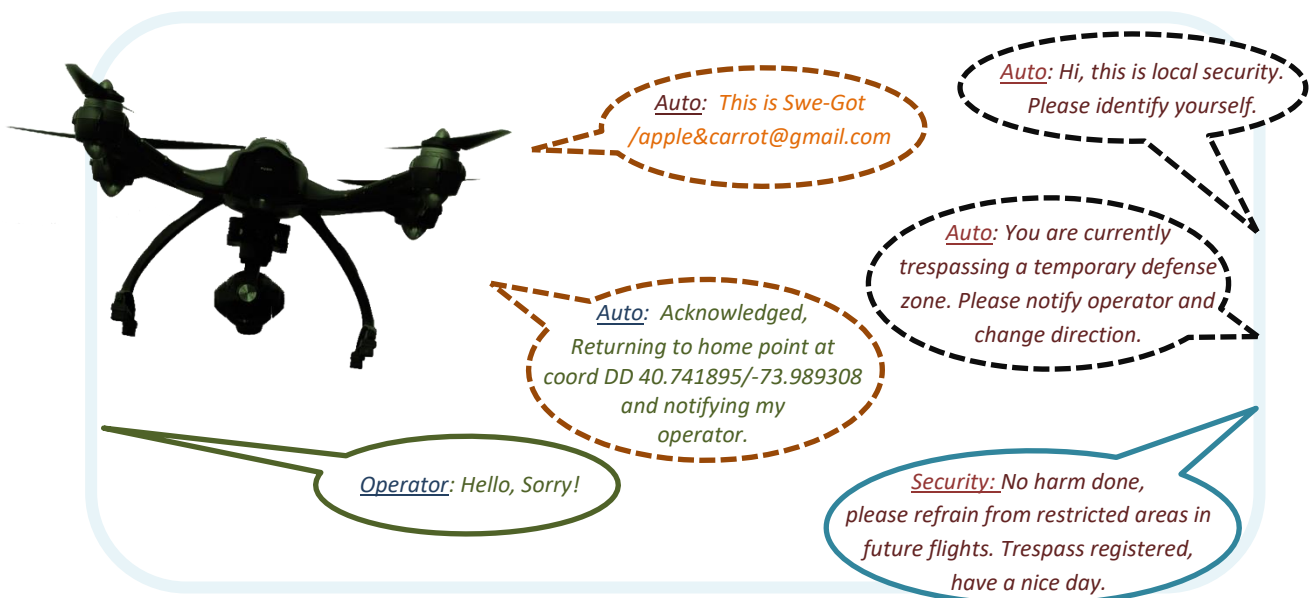 Auto: Hi, this is local security.
Please identify yourself.
Auto: This is Swe-Got
/apple&carrot@gmail.com
Auto: You are currently
trespassing a temporary defense
zone. Please notify operator and
change direction.
Auto: Acknowledged,
Returning to home point at
coord DD 40.741895/-73.989308
and notifying my
operator.
Operator: Hello, Sorry!
Security: No harm done,
please refrain from restricted areas in
future flights. Trespass registered,
have a nice day.